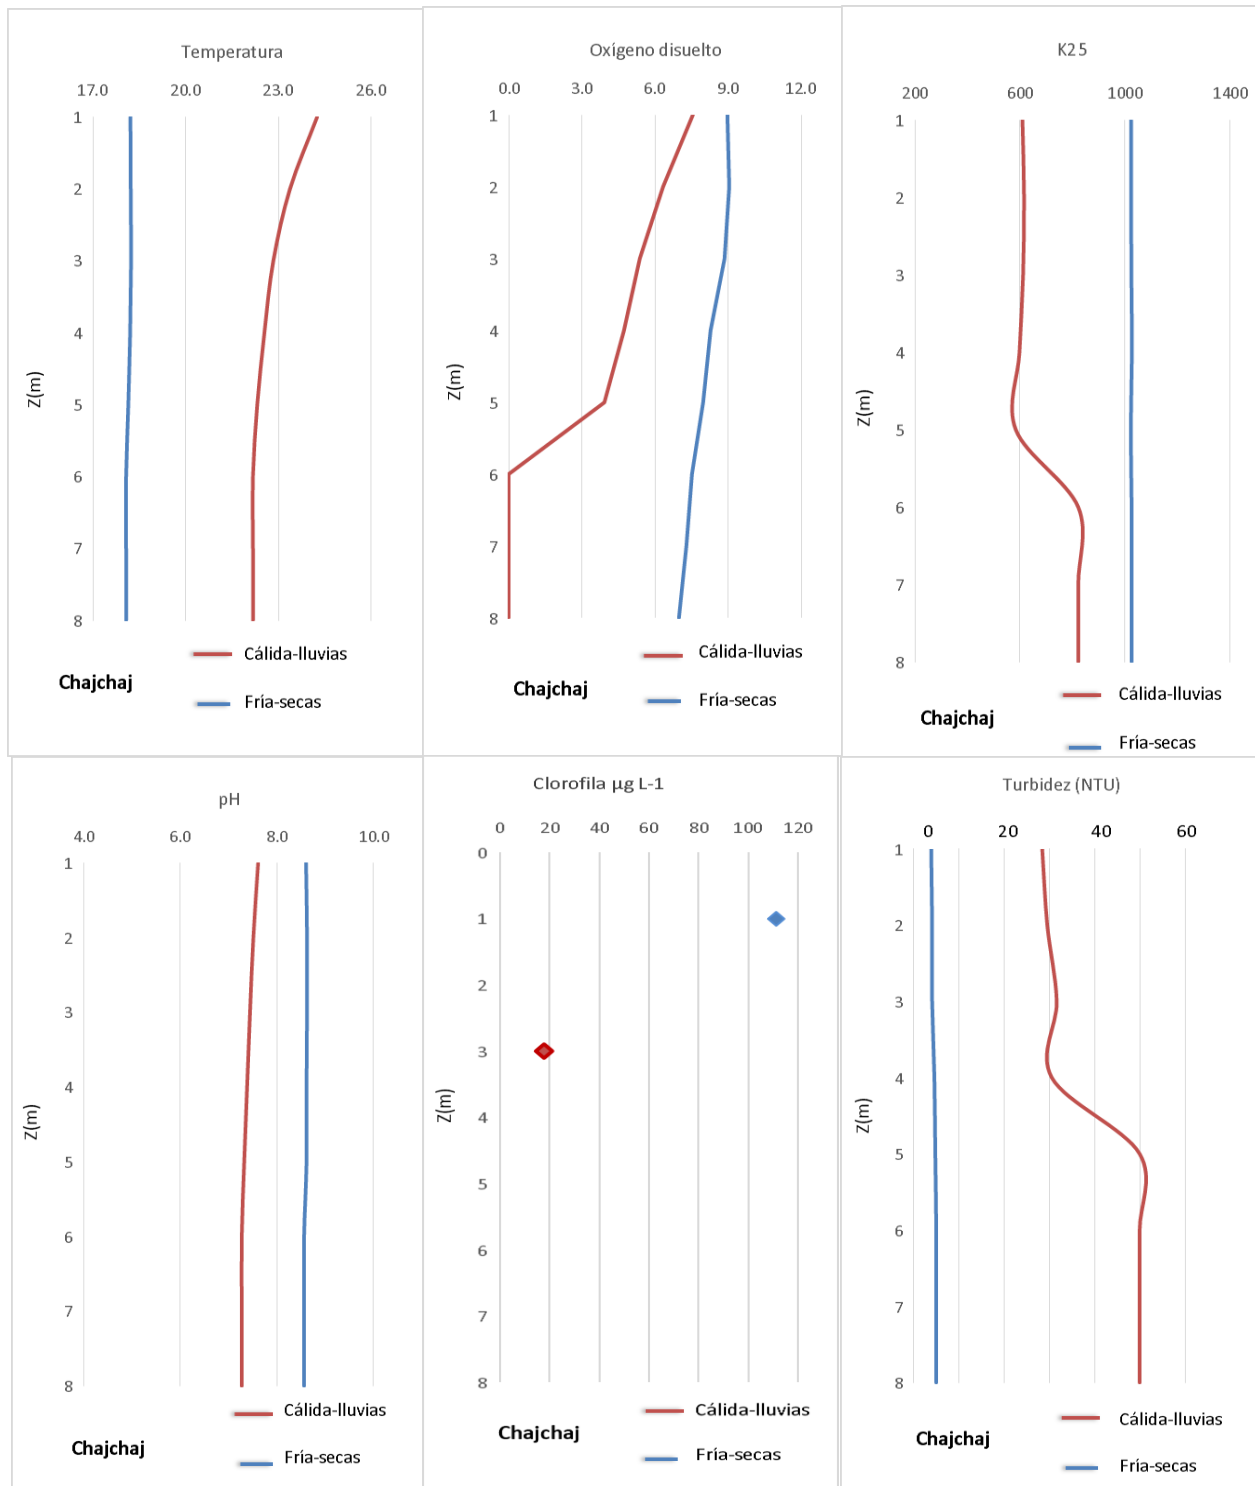 Temperatura
17.0 20.0 23.0 26.0
1
2
3
4
5
6
7
8
Z(m)
Cálida-lluvias
Chajchaj
Fría-secas
Oxígeno disuelto
0.0 3.0 6.0 9.0 12.0
1
2
3
4
5
6
7
8
Z(m)
Cálida-lluvias
Chajchaj
Fría-secas
K25
200 600 1000 1400
1
2
3
4
5
6
7
8
Z(m)
Cálida-lluvias
Chajchaj
Fría-secas
pH
4.0 6.0 8.0 10.0
1
2
3
4
5
6
7
8
Z(m)
Cálida-lluvias
Chajchaj
Fría-secas
Clorofila µg L-1
0 20 40 60 80 100 120
0
1
2
3
4
5
6
7
8
Z(m)
Cálida-lluvias
Chajchaj
Fría-secas
Turbidez (NTU)
0 20 40 60
1
2
3
4
5
6
7
8
Z(m)
Cálida-lluvias
Chajchaj
Fría-secas